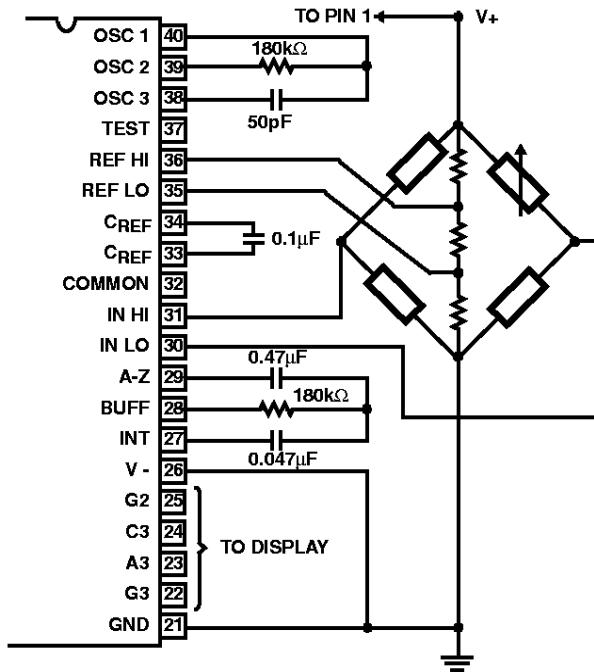 TO PIN 1 V+
OSC 1 40
180kΩ
OSC 2 39
OSC 3 38
50pF
TEST 37
REF HI 36
REF LO 35
CREF 34
0.1µF
CREF 33
COMMON 32
IN HI 31
IN LO 30
0.47µF
A-Z 29
180kΩ
BUFF 28
INT 27
0.047µF
V - 26
G2 25
C3 24
TO DISPLAY
A3 23
G3 22
GND 21